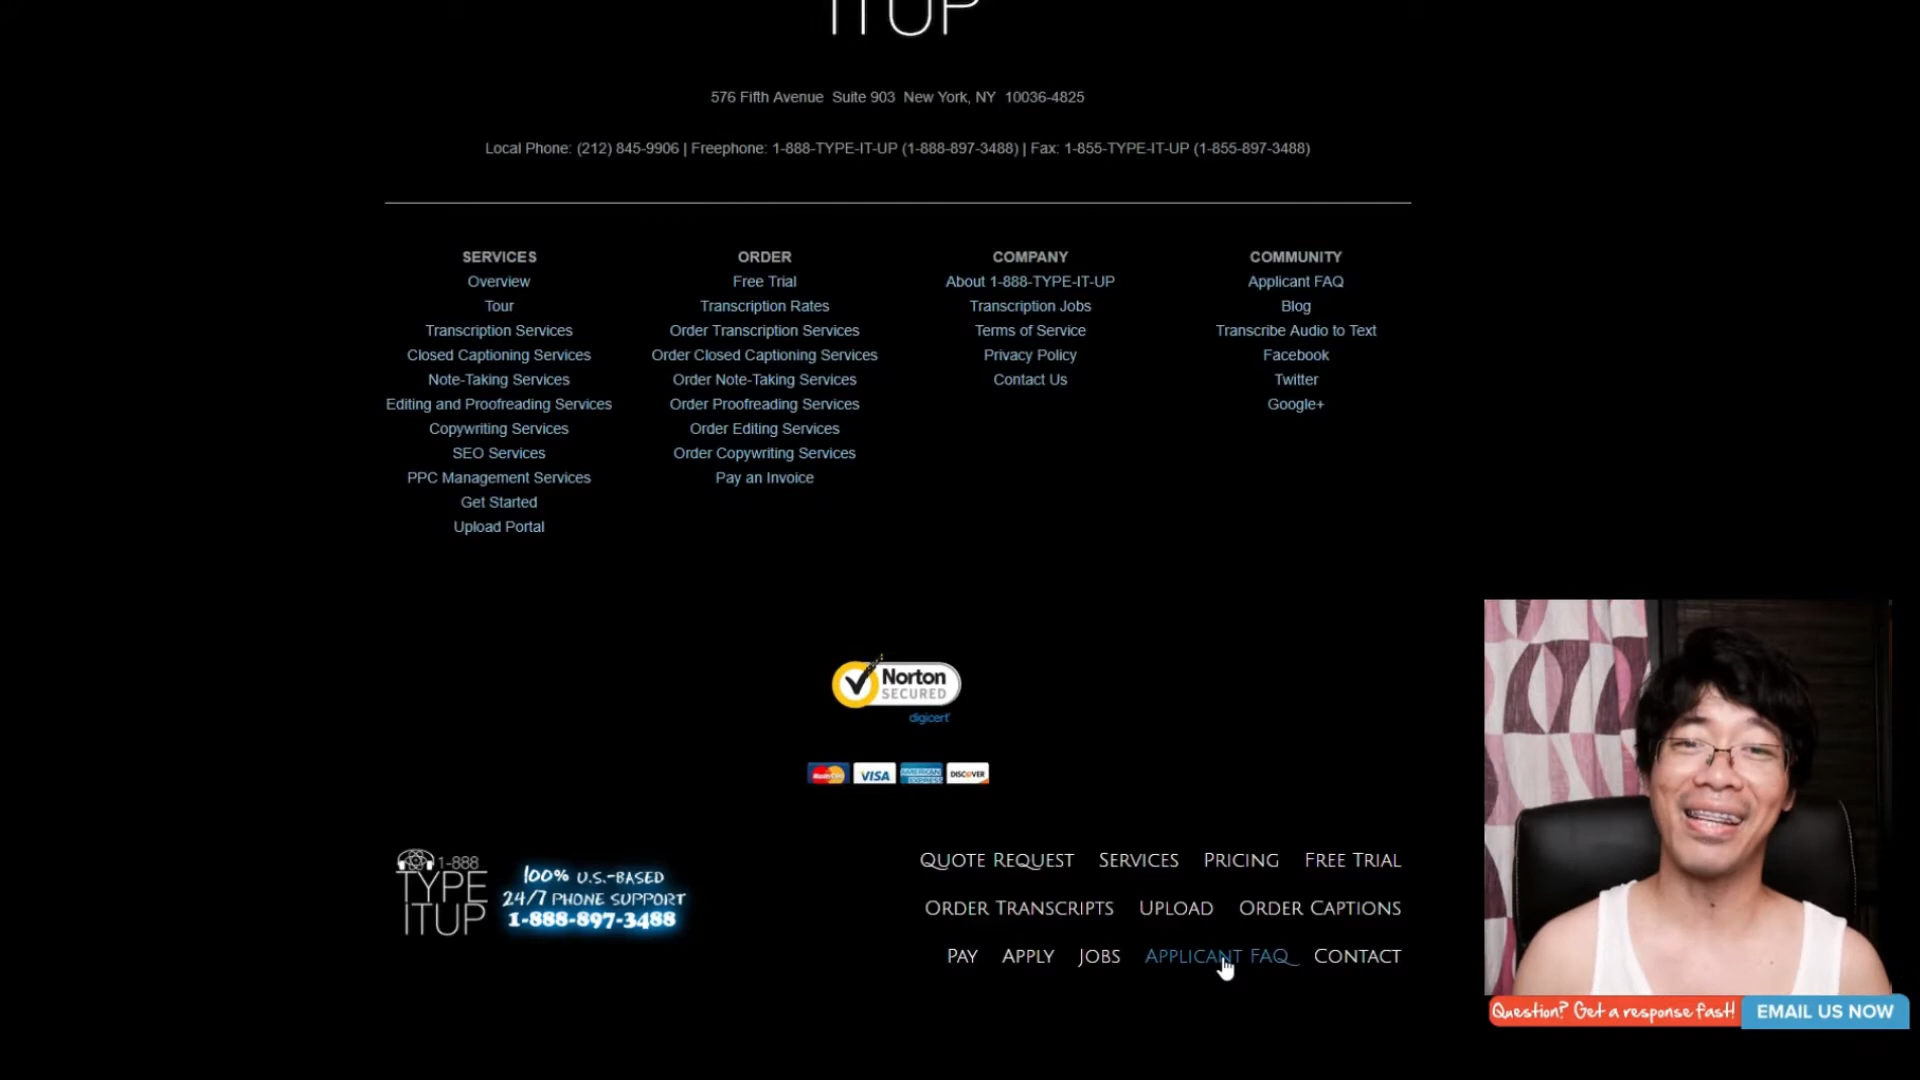 IT UP
576 Fifth Avenue Suite 903 New York, NY 10036-4825
Local Phone: (212) 845-9906 | Freephone: 1-888-TYPE-IT-UP (1-888-897-3488) | Fax: 1-855-TYPE-IT-UP (1-855-897-3488)
SERVICES
Overview
Tour
Transcription Services
Closed Captioning Services
Note-Taking Services
Editing and Proofreading Services
Copywriting Services
SEO Services
PPC Management Services
Get Started
Upload Portal
ORDER
Free Trial
Transcription Rates
Order Transcription Services
Order Closed Captioning Services
Order Note-Taking Services
Order Proofreading Services
Order Editing Services
Order Copywriting Services
Pay an Invoice
COMPANY
About 1-888-TYPE-IT-UP
Transcription Jobs
Terms of Service
Privacy Policy
Contact Us
COMMUNITY
Applicant FAQ
Blog
Transcribe Audio to Text
Facebook
Twitter
Google+
Norton
SECURED
digicert
MasterCard VISA AMERICAN EXPRESS DISCOVER
1-888
TYPE
ITUP
100% U.S.-BASED
24/7 PHONE SUPPORT
1-888-897-3488
QUOTE REQUEST SERVICES PRICING FREE TRIAL
ORDER TRANSCRIPTS UPLOAD ORDER CAPTIONS
PAY APPLY JOBS APPLICANT FAQ CONTACT
Question? Get a response fast! EMAIL US NOW